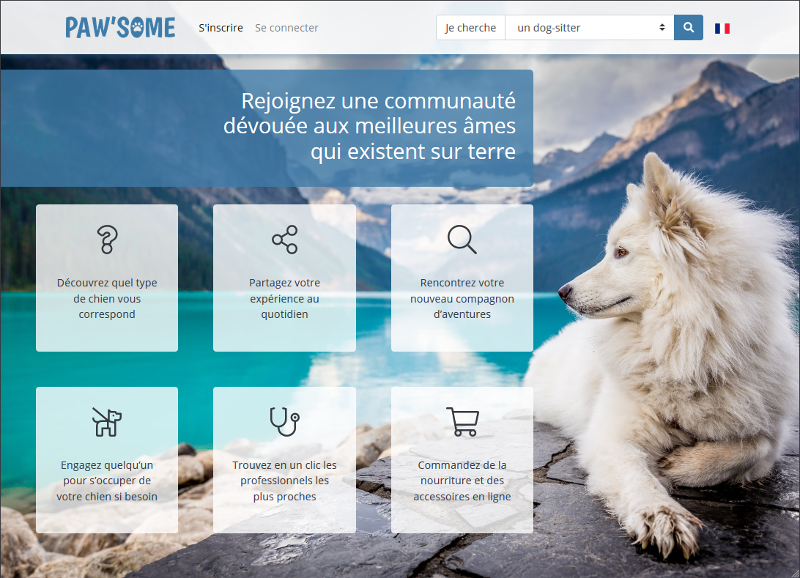 PAW'SOME
S'inscrire
Se connecter
Je cherche
un dog-sitter
Rejoignez une communauté
dévouée aux meilleures âmes
qui existent sur terre
Découvrez quel type
de chien vous
correspond
Partagez votre
expérience au
quotidien
Rencontrez votre
nouveau compagnon
d’aventures
Engagez quelqu’un
pour s’occuper de
votre chien si besoin
Trouvez en un clic les
professionnels les
plus proches
Commandez de la
nourriture et des
accessoires en ligne